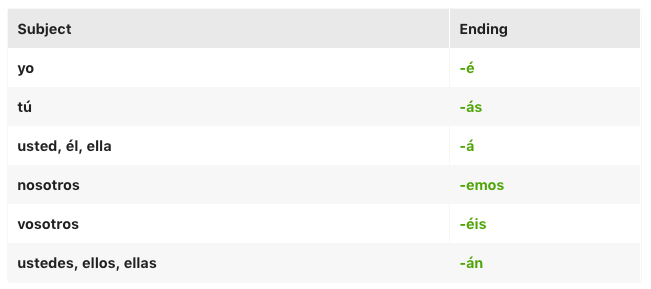 Subject Ending
yo -é
tú -ás
usted, él, ella -á
nosotros -emos
vosotros -éis
ustedes, ellos, ellas -án